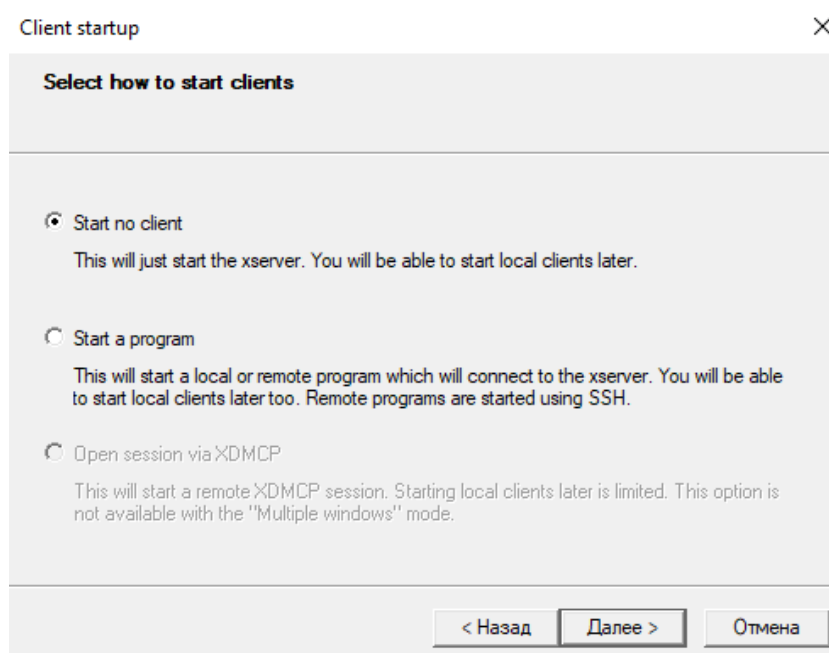 Client startup
Select how to start clients
Start no client
This will just start the xserver. You will be able to start local clients later.
Start a program
This will start a local or remote program which will connect to the xserver. You will be able
to start local clients later too. Remote programs are started using SSH.
Open session via XDMCP
This will start a remote XDMCP session. Starting local clients later is limited. This option is
not available with the "Multiple windows" mode.
< Назад Далее > Отмена